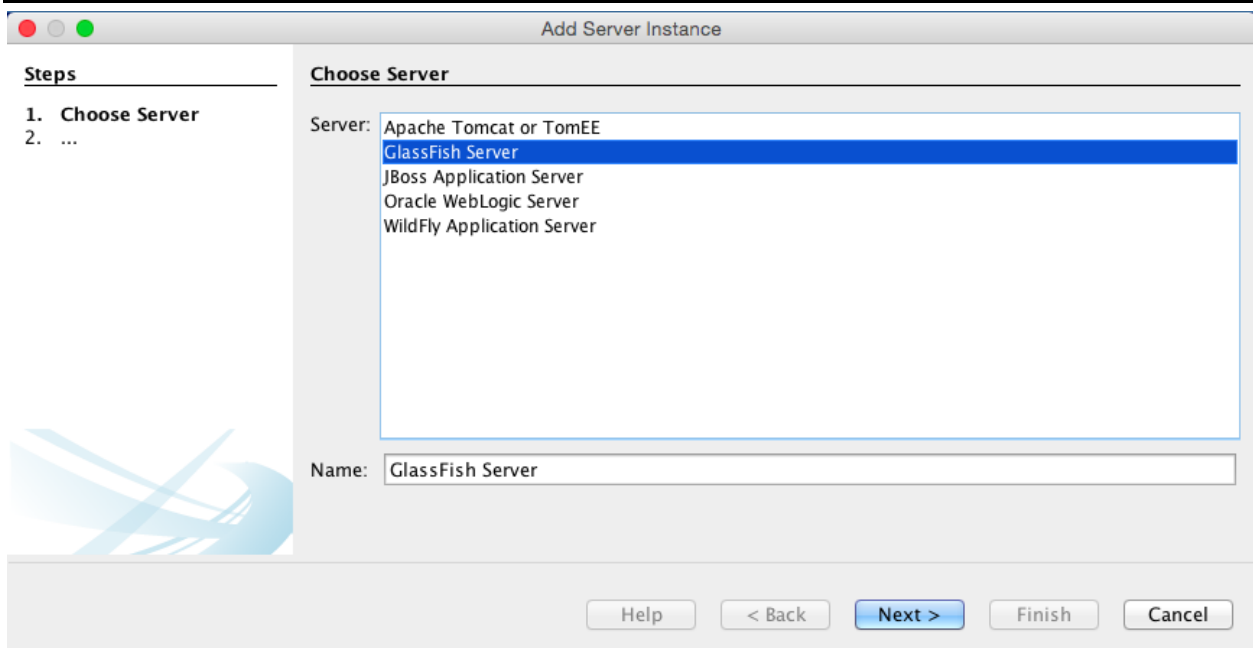 Add Server Instance
Steps
1. Choose Server
2. ...
Choose Server
Server:
Apache Tomcat or TomEE
GlassFish Server
JBoss Application Server
Oracle WebLogic Server
WildFly Application Server
Name: GlassFish Server
Help < Back Next > Finish Cancel